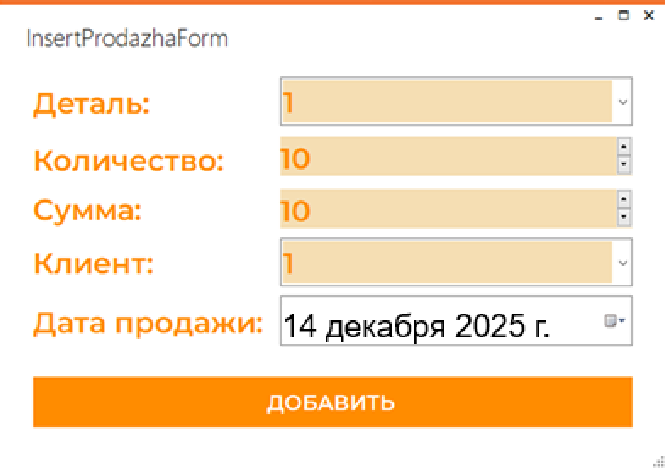 InsertProdazhaForm
Деталь: 1
Количество: 10
Сумма: 10
Клиент: 1
Дата продажи: 14 декабря 2025 г.
ДОБАВИТЬ